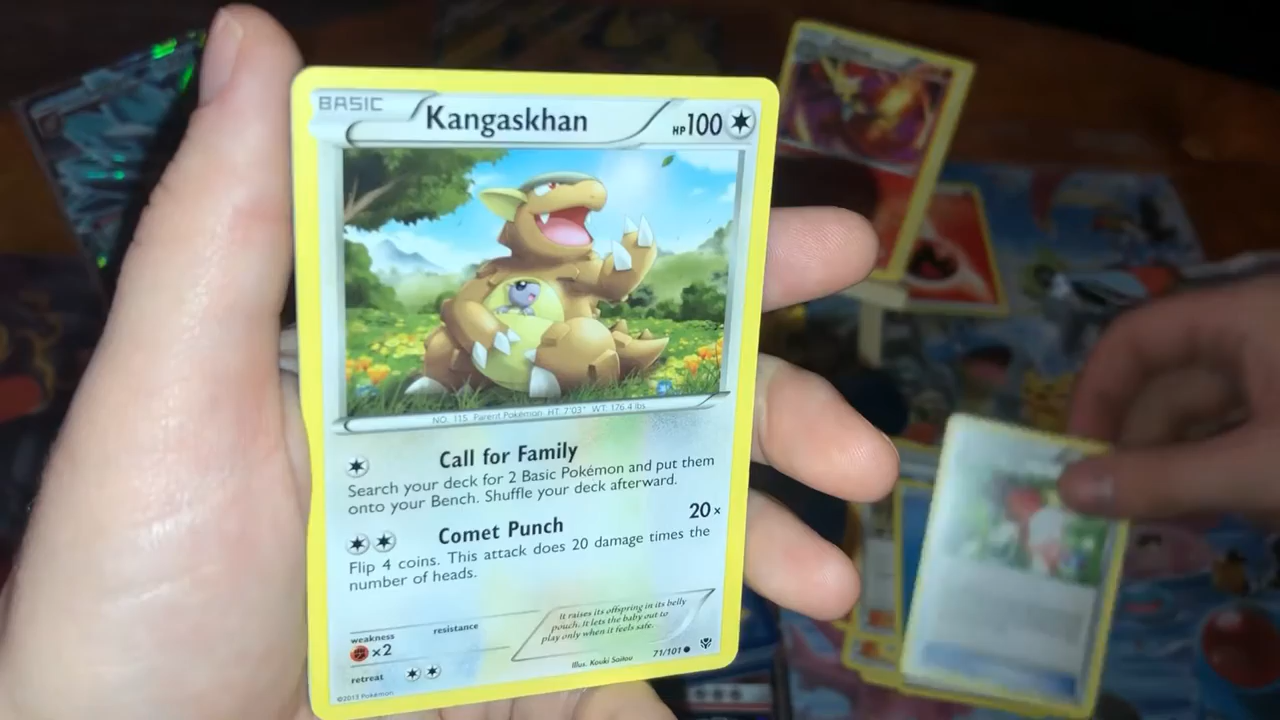 BASIC
Kangaskhan
HP100
NO. 115 Parent Pokémon HT: 7'03" WT: 176.4 lbs
Call for Family
Search your deck for 2 Basic Pokémon and put them
onto your Bench. Shuffle your deck afterward.
Comet Punch 20×
Flip 4 coins. This attack does 20 damage times the
number of heads.
weakness
×2
resistance
retreat
It raises its offspring in its belly
pouch. It lets the baby out to
play only when it feels safe.
Illus. Kouki Saitou
71/101
©2013 Pokémon